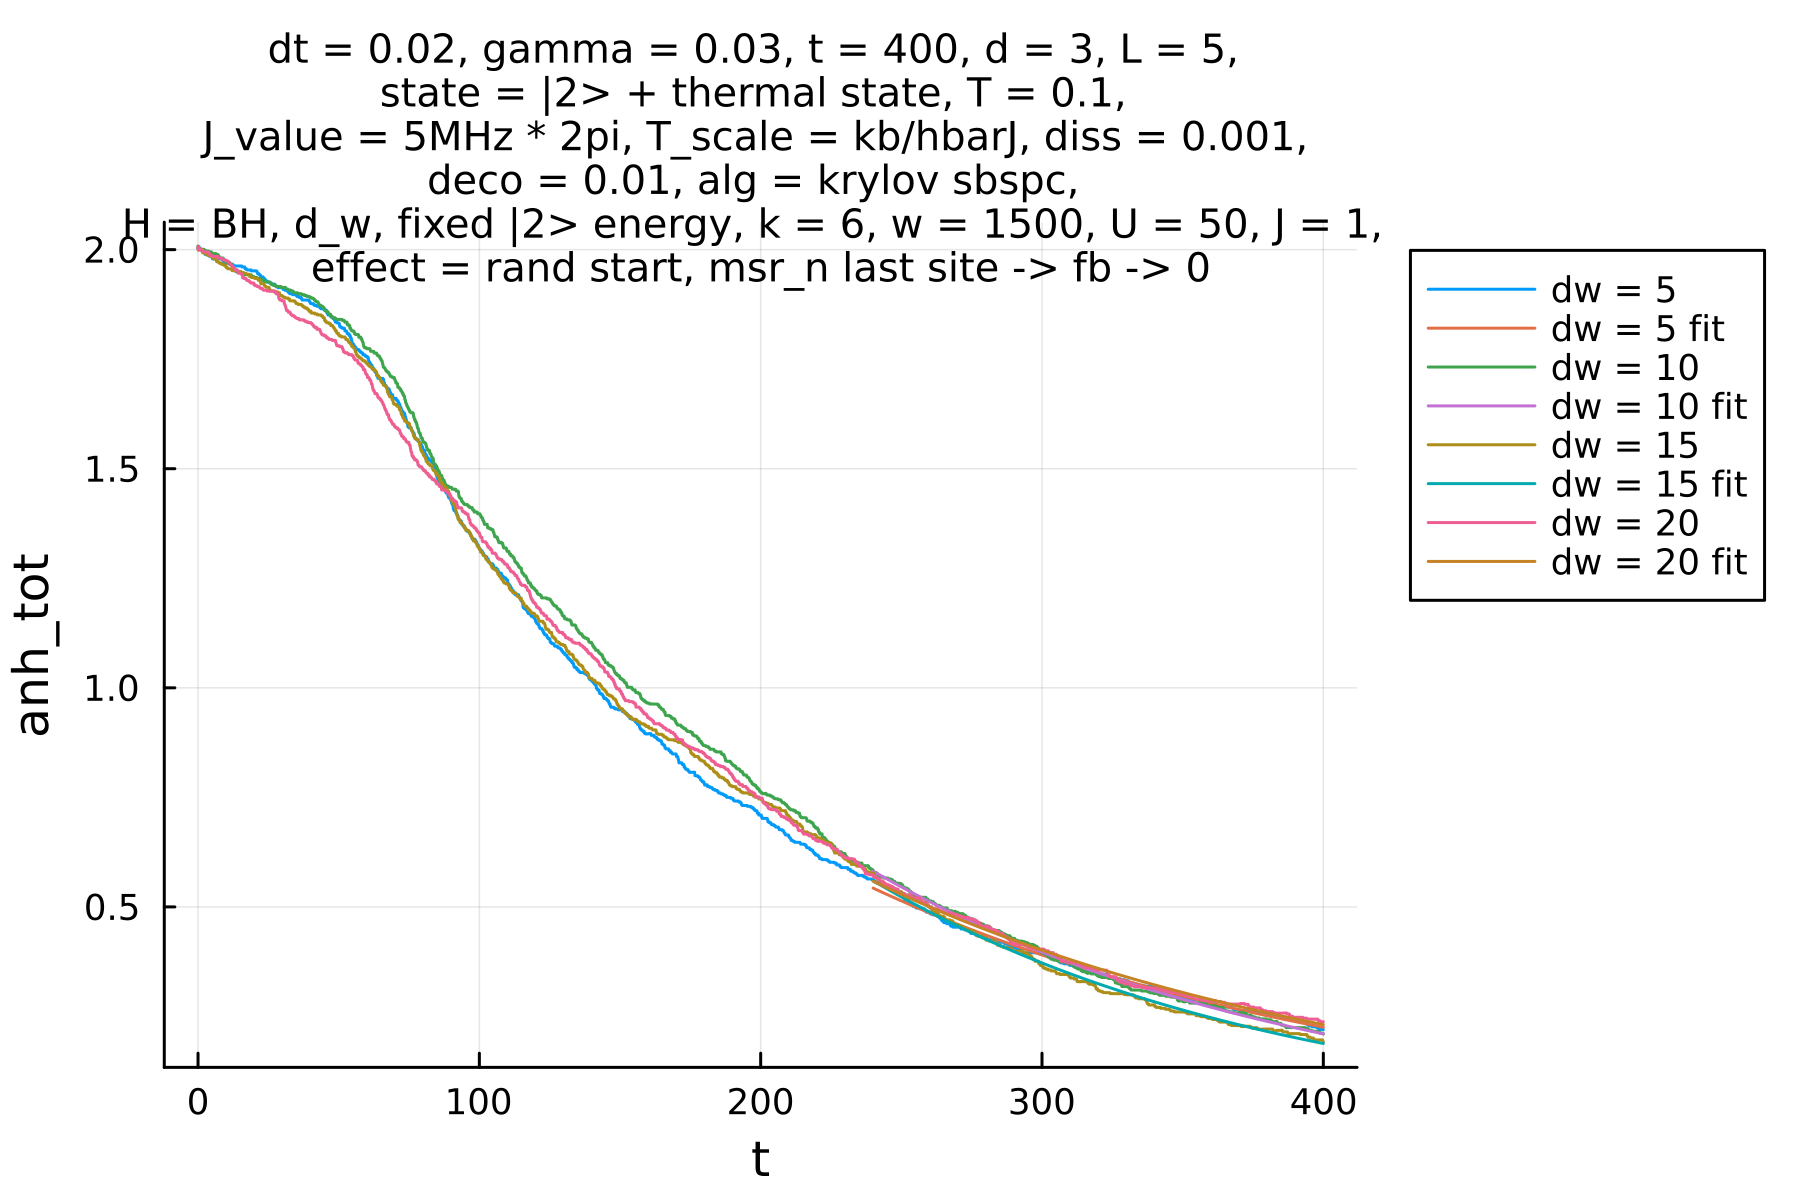 dt = 0.02, gamma = 0.03, t = 400, d = 3, L = 5,
state = |2> + thermal state, T = 0.1,
J_value = 5MHz * 2pi, T_scale = kb/hbarJ, diss = 0.001,
deco = 0.01, alg = krylov sbspc,
H = BH, d_w, fixed |2> energy, k = 6, w = 1500, U = 50, J = 1,
effect = rand start, msr_n last site -> fb -> 0
2.0
1.5
1.0
0.5
anh_tot
0
100
200
300
400
t
dw = 5
dw = 5 fit
dw = 10
dw = 10 fit
dw = 15
dw = 15 fit
dw = 20
dw = 20 fit